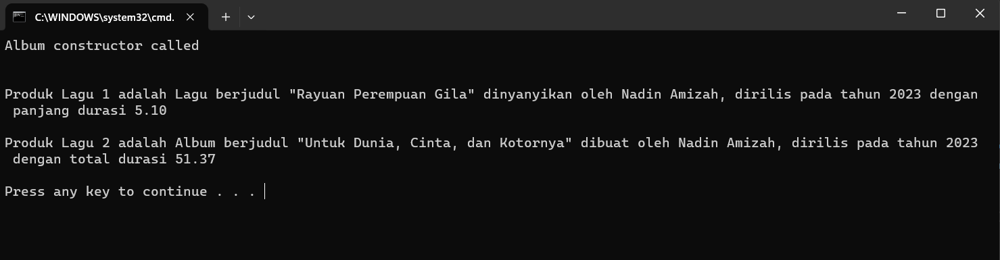 C:\WINDOWS\system32\cmd.
Album constructor called
Produk Lagu 1 adalah Lagu berjudul "Rayuan Perempuan Gila" dinyanyikan oleh Nadin Amizah, dirilis pada tahun 2023 dengan
panjang durasi 5.10
Produk Lagu 2 adalah Album berjudul "Untuk Dunia, Cinta, dan Kotornya" dibuat oleh Nadin Amizah, dirilis pada tahun 2023
dengan total durasi 51.37
Press any key to continue . . .